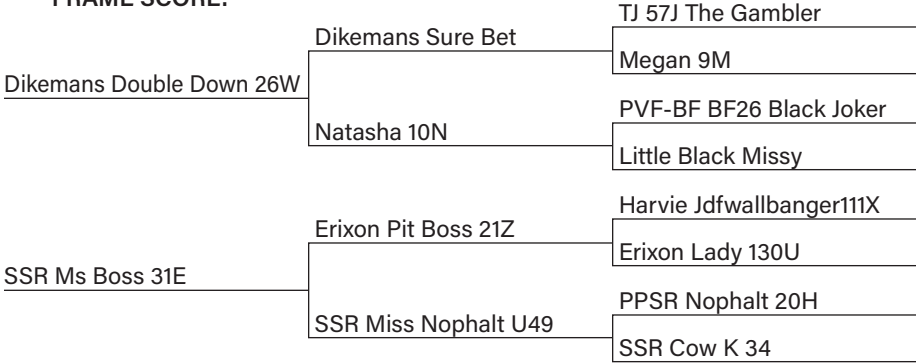 FRAME SCORE:
TJ 57J The Gambler
Dikemans Sure Bet
Megan 9M
Dikemans Double Down 26W
PVF-BF BF26 Black Joker
Natasha 10N
Little Black Missy
Harvie Jdfwallbanger111X
Erixon Pit Boss 21Z
Erixon Lady 130U
SSR Ms Boss 31E
PPSR Nophalt 20H
SSR Miss Nophalt U49
SSR Cow K 34